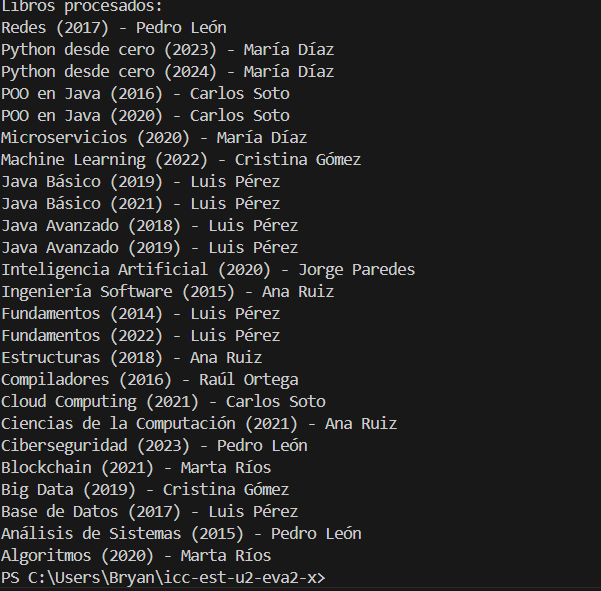 Libros procesados:
Redes (2017) - Pedro León
Python desde cero (2023) - María Díaz
Python desde cero (2024) - María Díaz
POO en Java (2016) - Carlos Soto
POO en Java (2020) - Carlos Soto
Microservicios (2020) - María Díaz
Machine Learning (2022) - Cristina Gómez
Java Básico (2019) - Luis Pérez
Java Básico (2021) - Luis Pérez
Java Avanzado (2018) - Luis Pérez
Java Avanzado (2019) - Luis Pérez
Inteligencia Artificial (2020) - Jorge Paredes
Ingeniería Software (2015) - Ana Ruiz
Fundamentos (2014) - Luis Pérez
Fundamentos (2022) - Luis Pérez
Estructuras (2018) - Ana Ruiz
Compiladores (2016) - Raúl Ortega
Cloud Computing (2021) - Carlos Soto
Ciencias de la Computación (2021) - Ana Ruiz
Ciberseguridad (2023) - Pedro León
Blockchain (2021) - Marta Ríos
Big Data (2019) - Cristina Gómez
Base de Datos (2017) - Luis Pérez
Análisis de Sistemas (2015) - Pedro León
Algoritmos (2020) - Marta Ríos
PS C:\Users\Bryan\icc-est-u2-eva2-x>